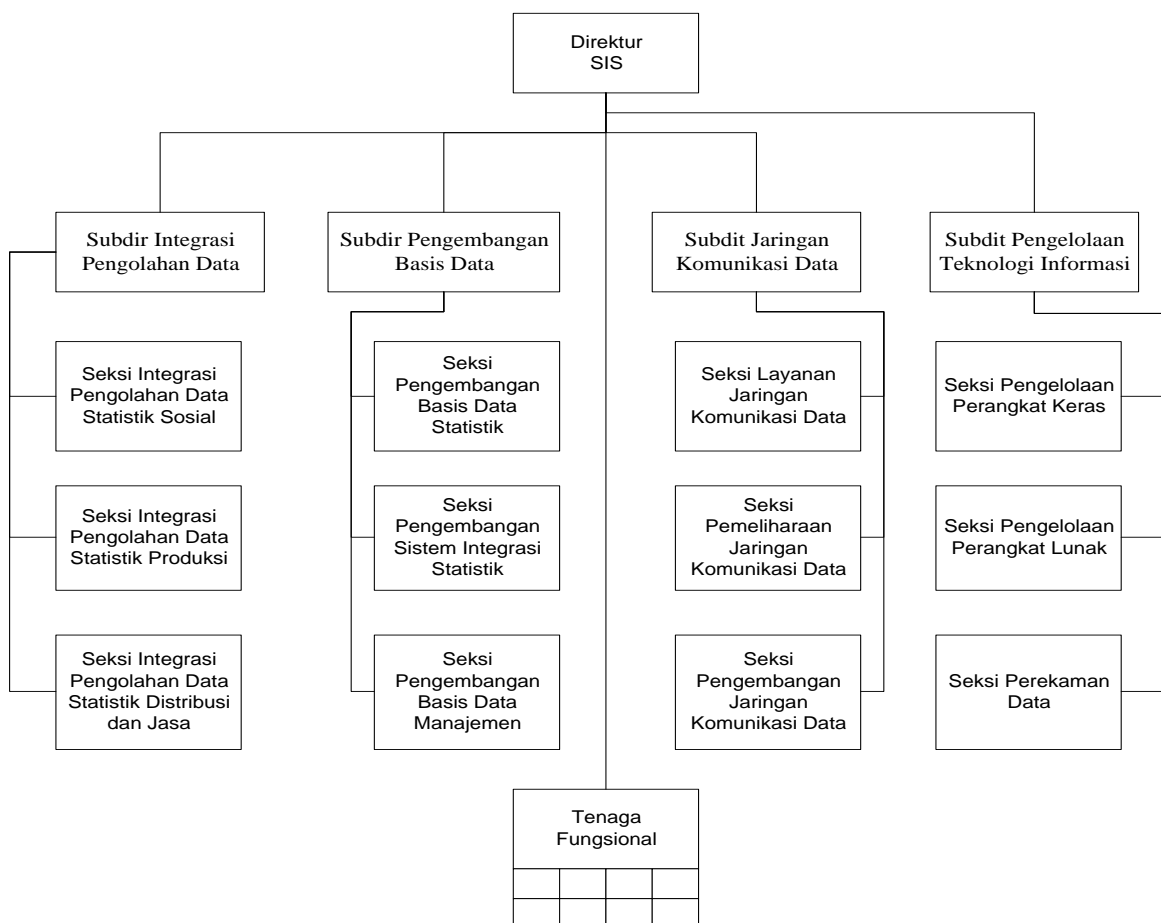 Direktur
SIS
Subdir Integrasi
Pengolahan Data
Subdir Pengembangan
Basis Data
Subdit Jaringan
Komunikasi Data
Subdit Pengelolaan
Teknologi Informasi
Seksi Integrasi
Pengolahan Data
Statistik Sosial
Seksi
Pengembangan
Basis Data
Statistik
Seksi Layanan
Jaringan
Komunikasi Data
Seksi Pengelolaan
Perangkat Keras
Seksi Integrasi
Pengolahan Data
Statistik Produksi
Seksi
Pengembangan
Sistem Integrasi
Statistik
Seksi
Pemeliharaan
Jaringan
Komunikasi Data
Seksi Pengelolaan
Perangkat Lunak
Seksi Integrasi
Pengolahan Data
Statistik Distribusi
dan Jasa
Seksi
Pengembangan
Basis Data
Manajemen
Seksi
Pengembangan
Jaringan
Komunikasi Data
Seksi Perekaman
Data
Tenaga
Fungsional